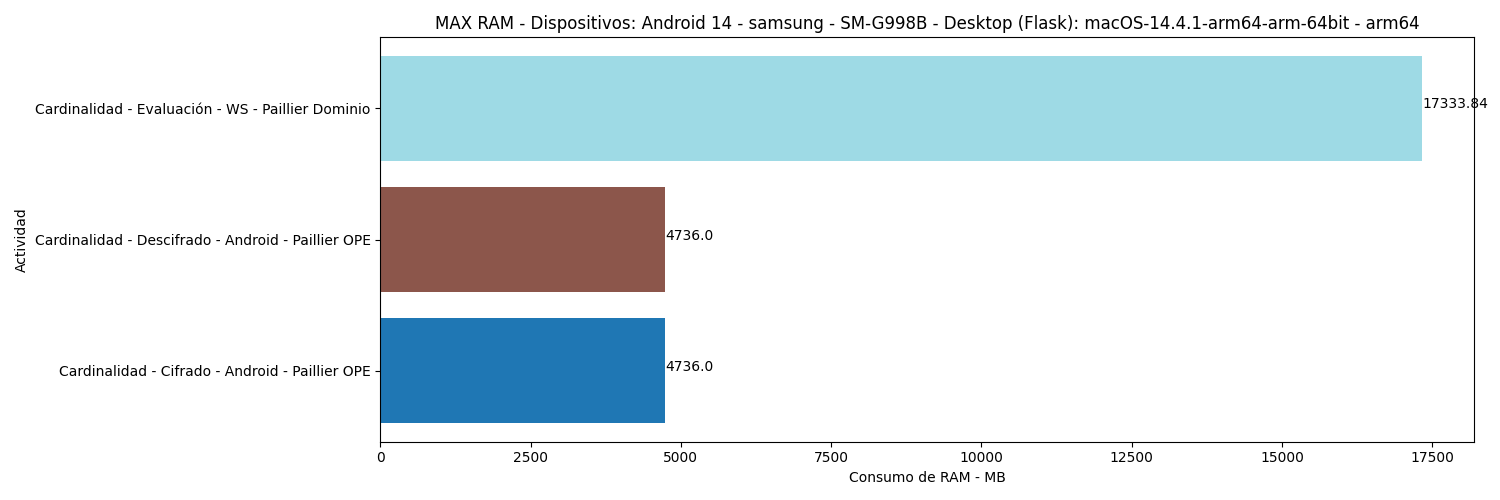 MAX RAM - Dispositivos: Android 14 - samsung - SM-G998B - Desktop (Flask): macOS-14.4.1-arm64-arm-64bit - arm64
Cardinalidad - Evaluación - WS - Paillier Dominio
17333.84
Cardinalidad - Descifrado - Android - Paillier OPE
4736.0
Cardinalidad - Cifrado - Android - Paillier OPE
4736.0
Actividad
0 2500 5000 7500 10000 12500 15000 17500
Consumo de RAM - MB